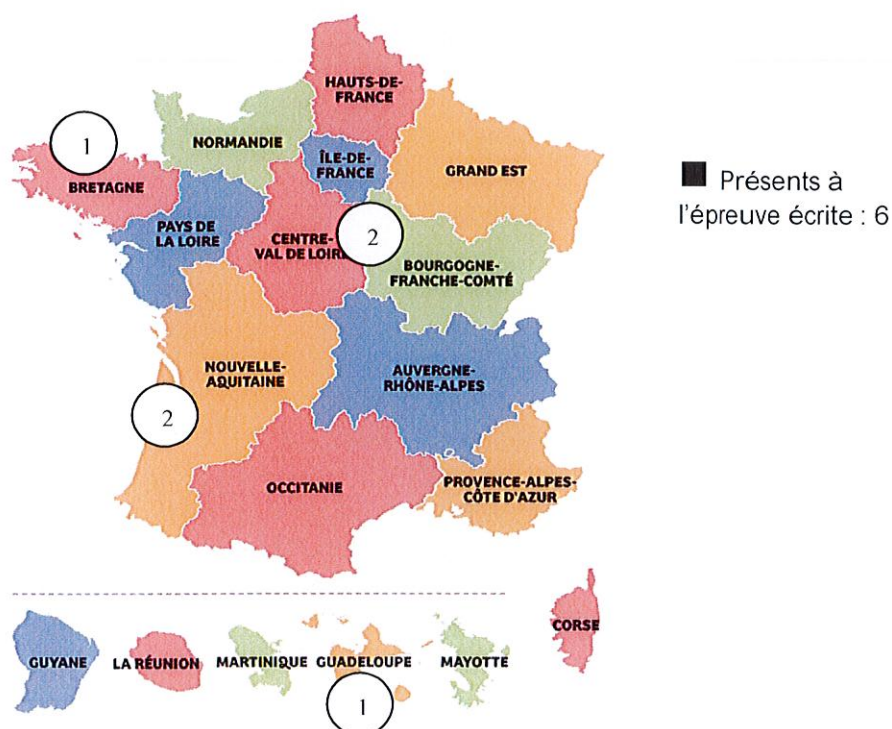 HAUTS-DE-
FRANCE
1
NORMANDIE
ÎLE-DE-
FRANCE
GRAND EST
BRETAGNE
■ Présents à
l'épreuve écrite : 6
PAYS DE
LA LOIRE
CENTRE-
VAL DE LOIRE
2
BOURGOGNE-
FRANCHE-COMTÉ
NOUVELLE-
AQUITAINE
AUVERGNE-
RHÔNE-ALPES
2
OCCITANIE
PROVENCE-ALPES-
CÔTE D'AZUR
CORSE
GUYANE
LA RÉUNION
MARTINIQUE
GUADELOUPE
MAYOTTE
1